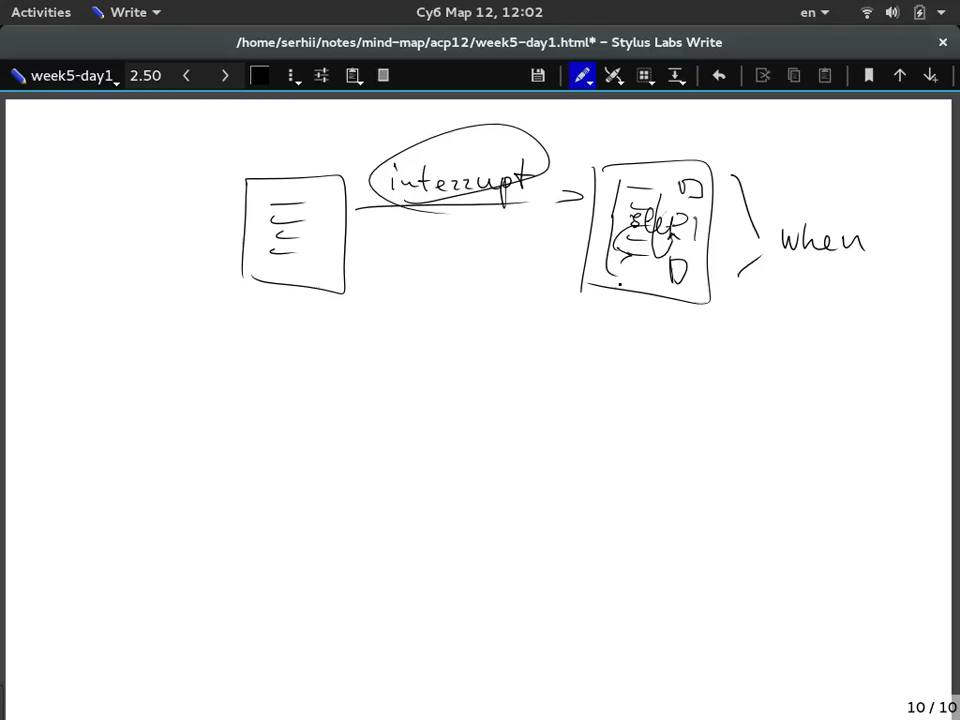 Activities Write Суб Мар 12, 12:02 en
/home/serhii/notes/mind-map/acp12/week5-day1.html* – Stylus Labs Write
week5-day1 2.50
interrupt
when
10 / 10